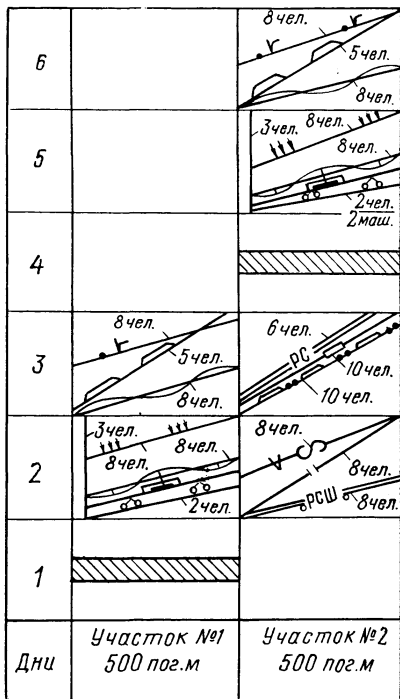 6
8 чел.
5 чел.
8 чел.
5
3 чел.
8 чел.
8 чел.
2 чел.
2 маш.
4
3
8 чел.
5 чел.
8 чел.
6 чел.
РС
10 чел.
10 чел.
2
3 чел.
8 чел.
8 чел.
2 чел.
8 чел.
8 чел.
РСШ
8 чел.
1
Дни
Участок №1
500 пог.м
Участок №2
500 пог.м